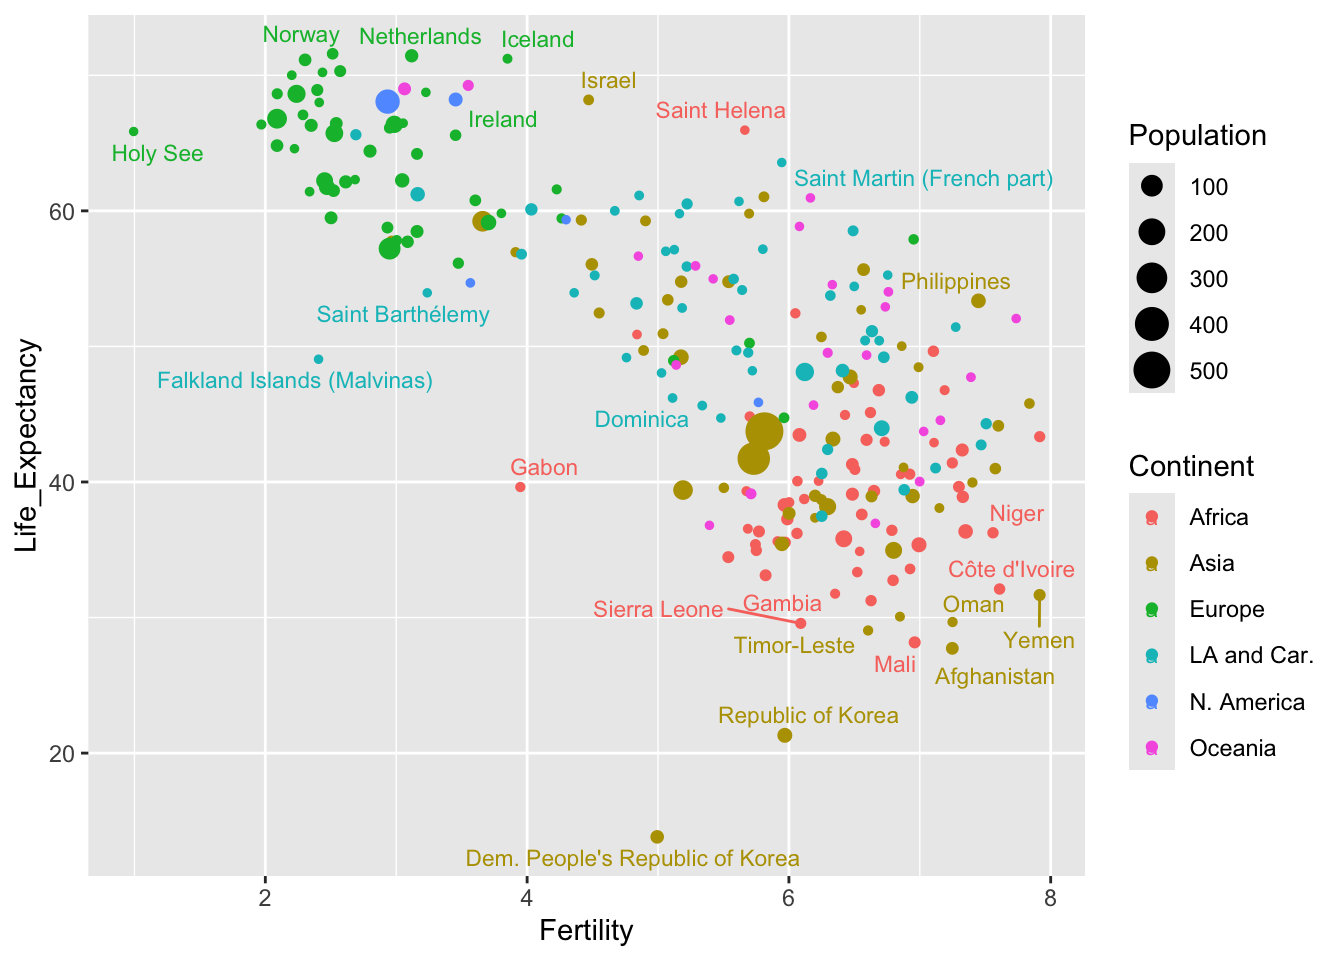 Norway
Netherlands
Iceland
Israel
Saint Helena
Ireland
Holy See
Saint Martin (French part)
Philippines
Saint Barthélemy
Falkland Islands (Malvinas)
Dominica
Gabon
Niger
Côte d'Ivoire
Gambia
Oman
Sierra Leone
Timor-Leste
Yemen
Mali
Afghanistan
Republic of Korea
Dem. People's Republic of Korea
60
40
20
Life_Expectancy
2
4
6
8
Fertility
Population
100
200
300
400
500
Continent
Africa
Asia
Europe
LA and Car.
N. America
Oceania